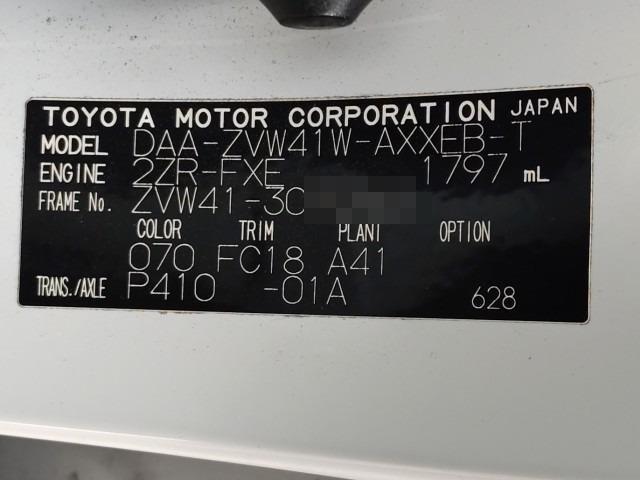 TOYOTA MOTOR CORPORATION JAPAN
MODEL DAA-ZVW41W-AXXEB-T
ENGINE 2ZR-FXE 1797 mL
FRAME No. ZVW41-30
COLOR TRIM PLANT OPTION
070 FC18 A41
TRANS./AXLE P410 -01A 628